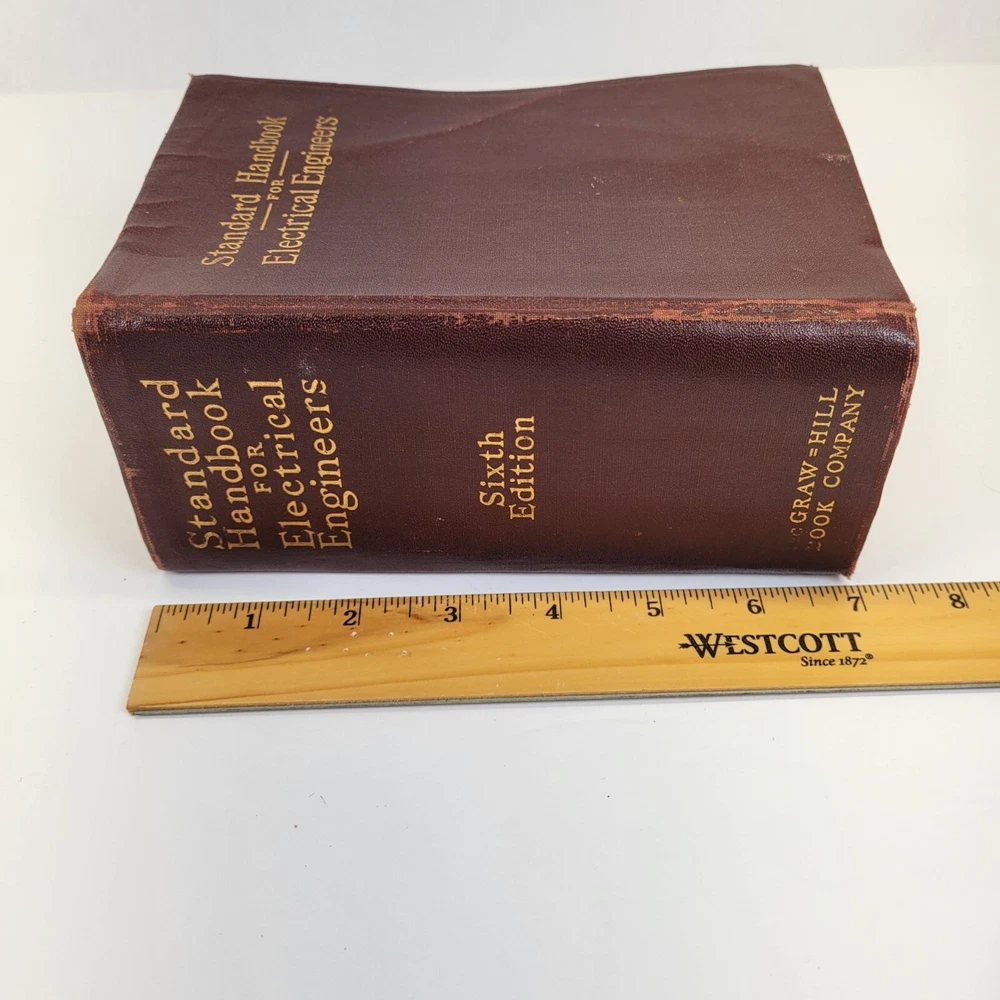 Standard Handbook
FOR
Electrical Engineers
Standard
Handbook
FOR
Electrical
Engineers
Sixth
Edition
GRAW=HILL
COMPANY
1 2 3 4 5 6 7 8
WESTCOTT
Since 1872®